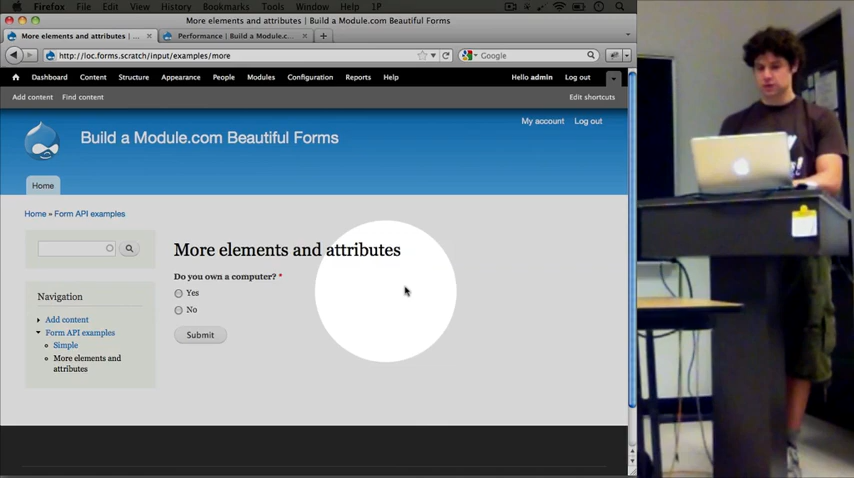 Firefox File Edit View History Bookmarks Tools Window Help 1P
More elements and attributes | Build a Module.com Beautiful Forms
More elements and attributes | ... Performance | Build a Module.c...
http://loc.forms.scratch/input/examples/more Google
Dashboard Content Structure Appearance People Modules Configuration Reports Help Hello admin Log out
Add content Find content Edit shortcuts
My account Log out
Build a Module.com Beautiful Forms
Home
Home » Form API examples
More elements and attributes
Do you own a computer? *
Yes
No
Submit
Navigation
Add content
Form API examples
Simple
More elements and
attributes